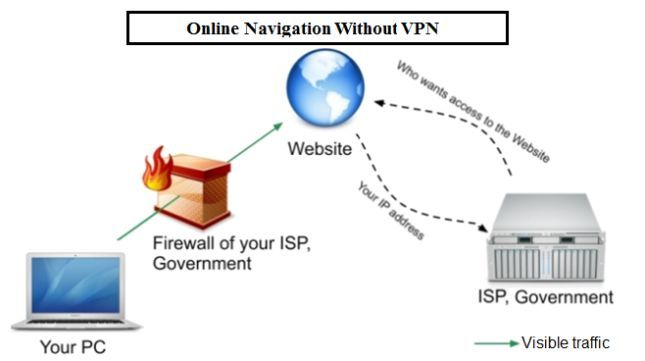 Online Navigation Without VPN
Who wants access to the Website
Website
Your IP address
Firewall of your ISP,
Government
ISP, Government
Your PC
Visible traffic